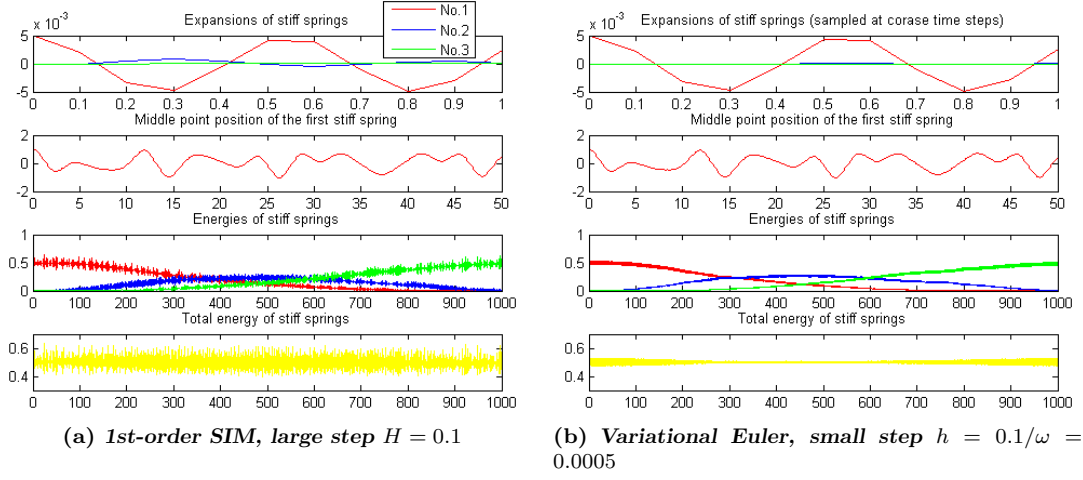 Expansions of stiff springs
x 10⁻³
5
0
-5
0 0.1 0.2 0.3 0.4 0.5 0.6 0.7 0.8 0.9 1
No.1
No.2
No.3
Middle point position of the first stiff spring
2
0
-2
0 5 10 15 20 25 30 35 40 45 50
Energies of stiff springs
1
0.5
0
0 100 200 300 400 500 600 700 800 900 1000
Total energy of stiff springs
0.6
0.4
0 100 200 300 400 500 600 700 800 900 1000
(a) 1st-order SIM, large step H = 0.1
Expansions of stiff springs (sampled at corase time steps)
x 10⁻³
5
0
-5
0 0.1 0.2 0.3 0.4 0.5 0.6 0.7 0.8 0.9 1
Middle point position of the first stiff spring
2
0
-2
0 5 10 15 20 25 30 35 40 45 50
Energies of stiff springs
1
0.5
0
0 100 200 300 400 500 600 700 800 900 1000
Total energy of stiff springs
0.6
0.4
0 100 200 300 400 500 600 700 800 900 1000
(b) Variational Euler, small step h = 0.1/ω =
0.0005